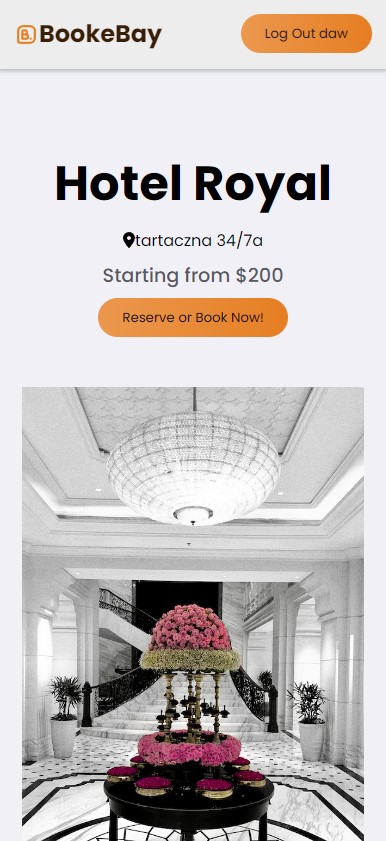 BookeBay
Log Out daw
Hotel Royal
tartaczna 34/7a
Starting from $200
Reserve or Book Now!